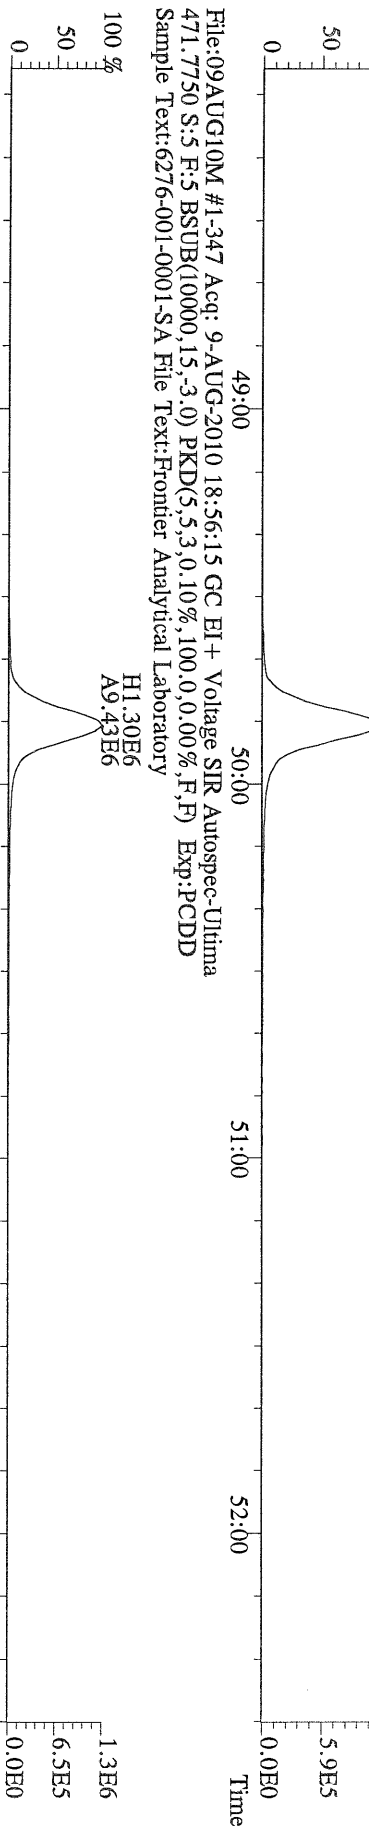 50
0
5.9E5
0.0E0
49:00
50:00
51:00
52:00
Time
File:09AUG10M #1-347 Acq: 9-AUG-2010 18:56:15 GC EI+ Voltage SIR Autospec-Ultima
471.7750 S:5 F:5 BSUB(10000,15,-3.0) PKD(5,5,3,0.10%,100.0,0.00%,F,F) Exp:PCDD
Sample Text:6276-001-0001-SA File Text:Frontier Analytical Laboratory
100 %
H1.30E6
A9.43E6
1.3E6
50
6.5E5
0
0.0E0